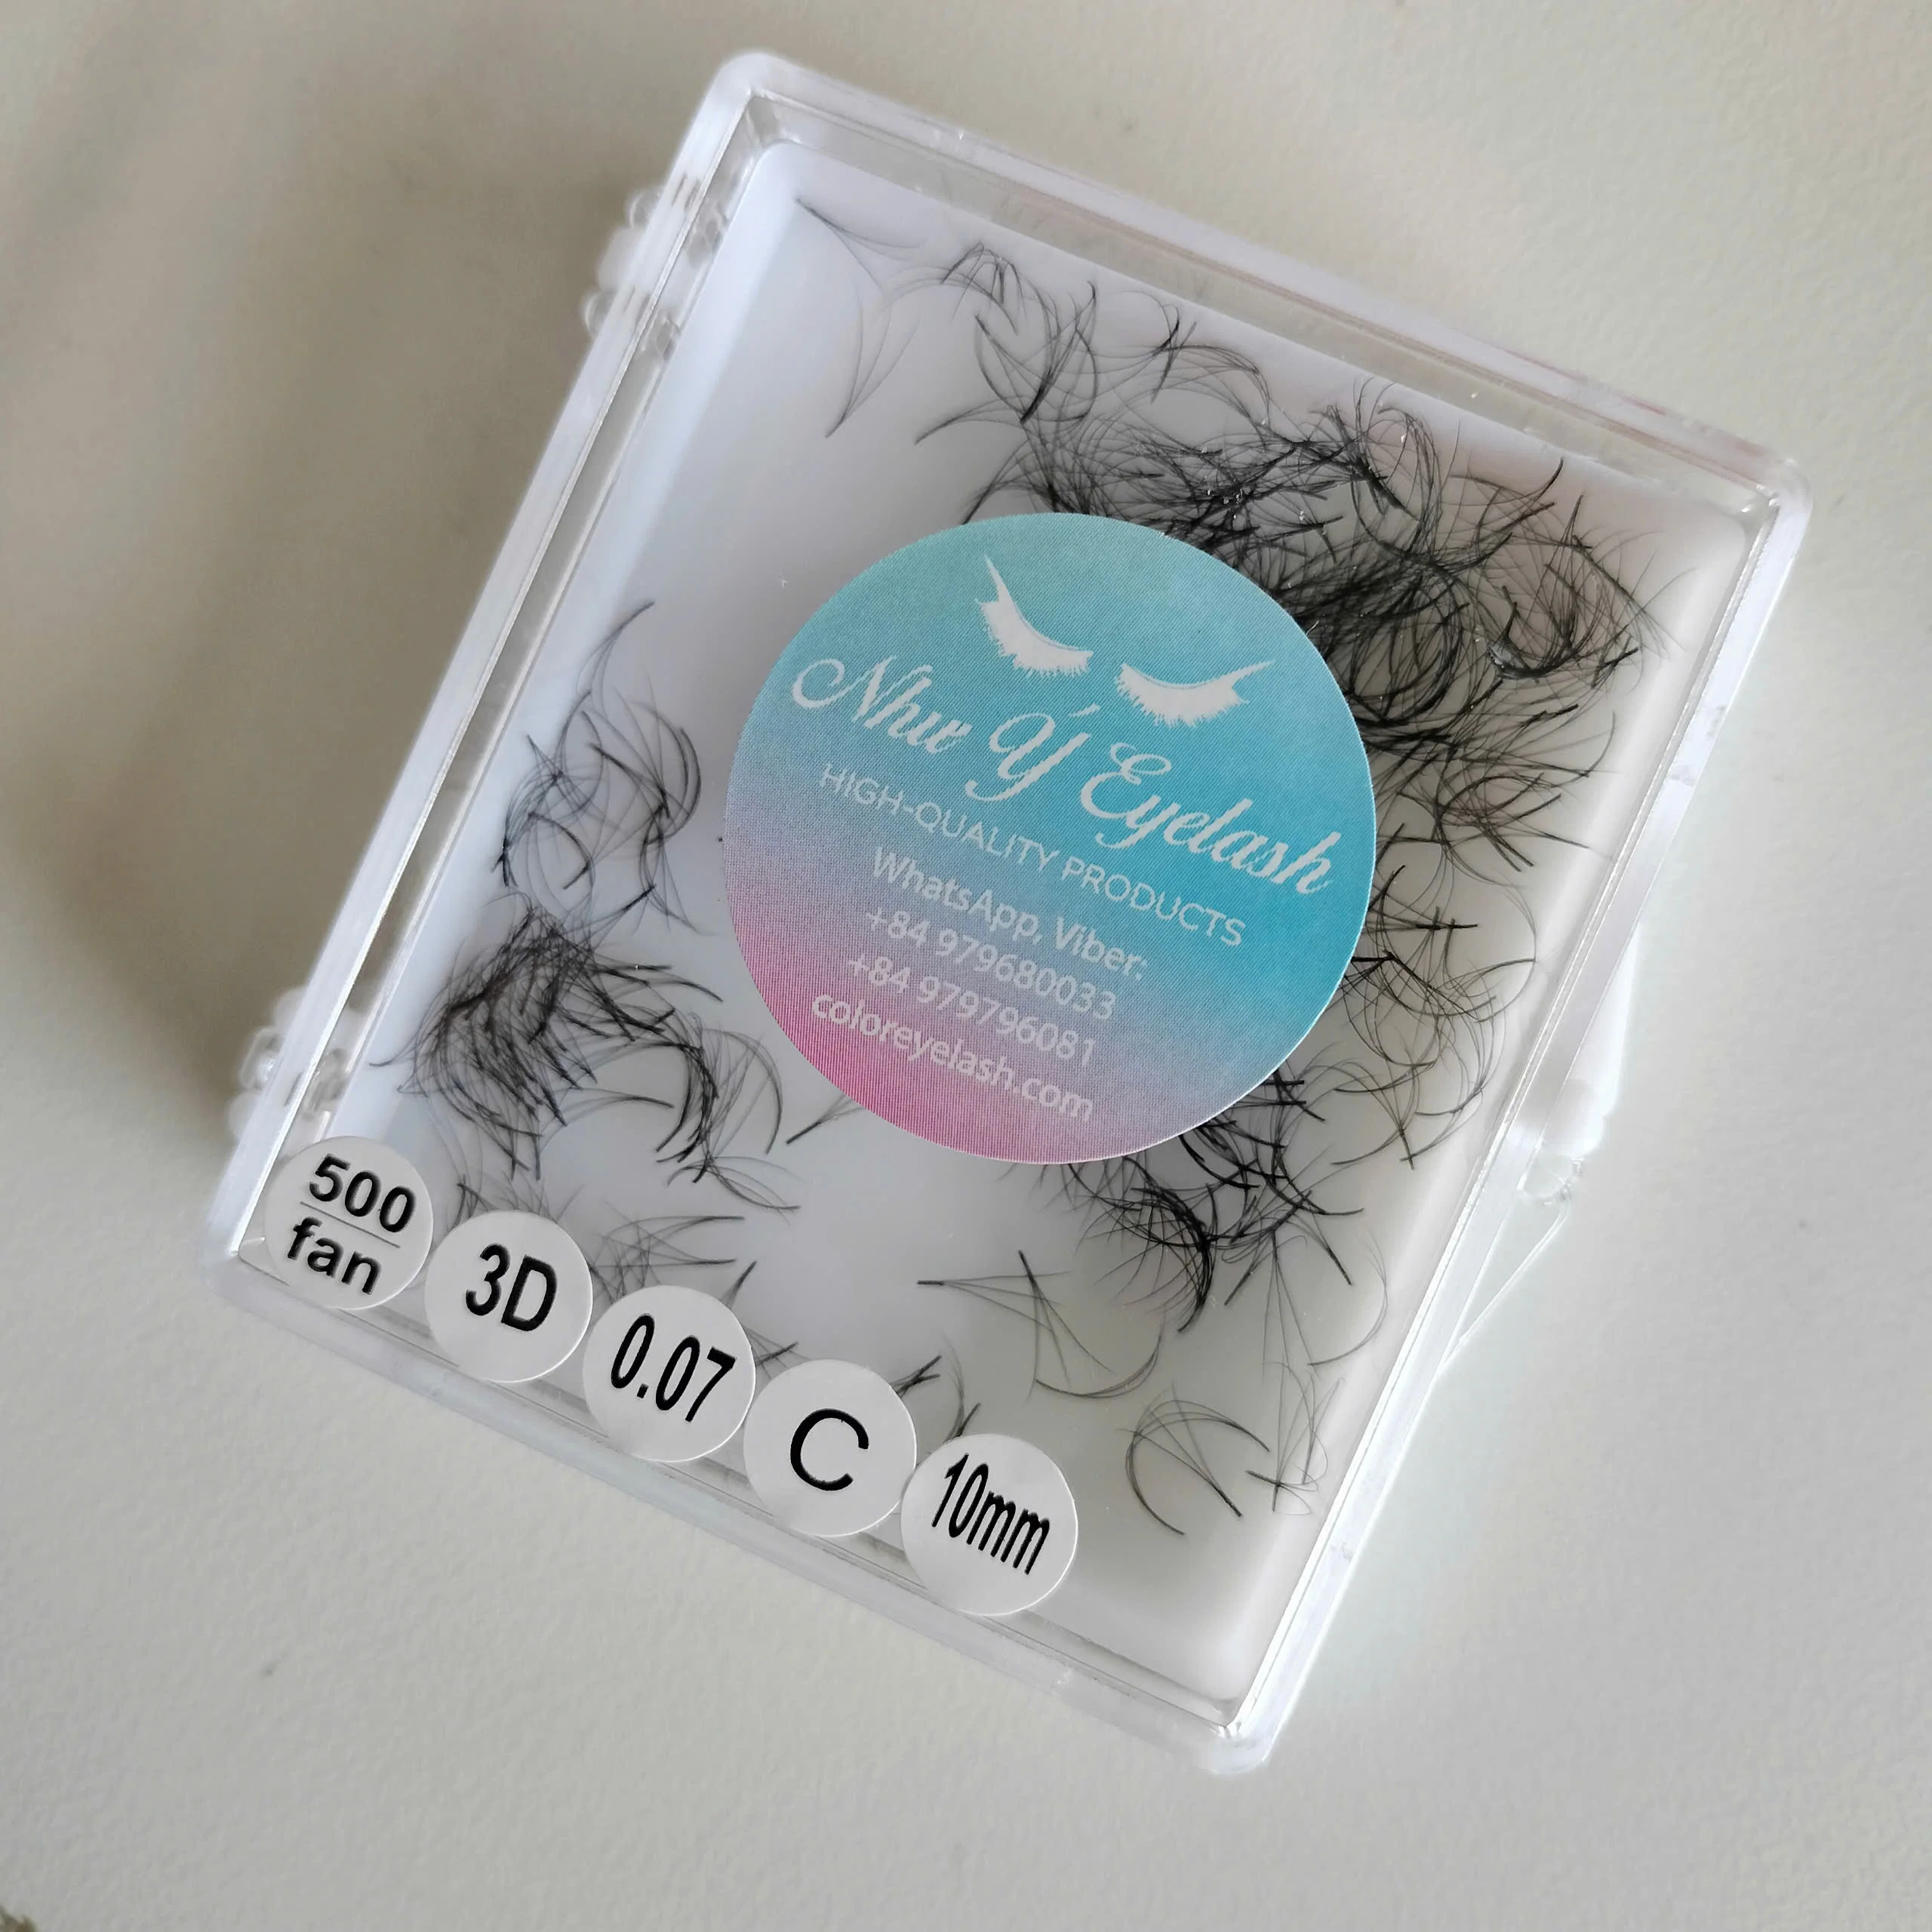 Như Ý Eyelash
HIGH-QUALITY PRODUCTS
WhatsApp, Viber:
+84 979680033
+84 979796081
coloreyelash.com
500
fan
3D
0.07
C
10mm